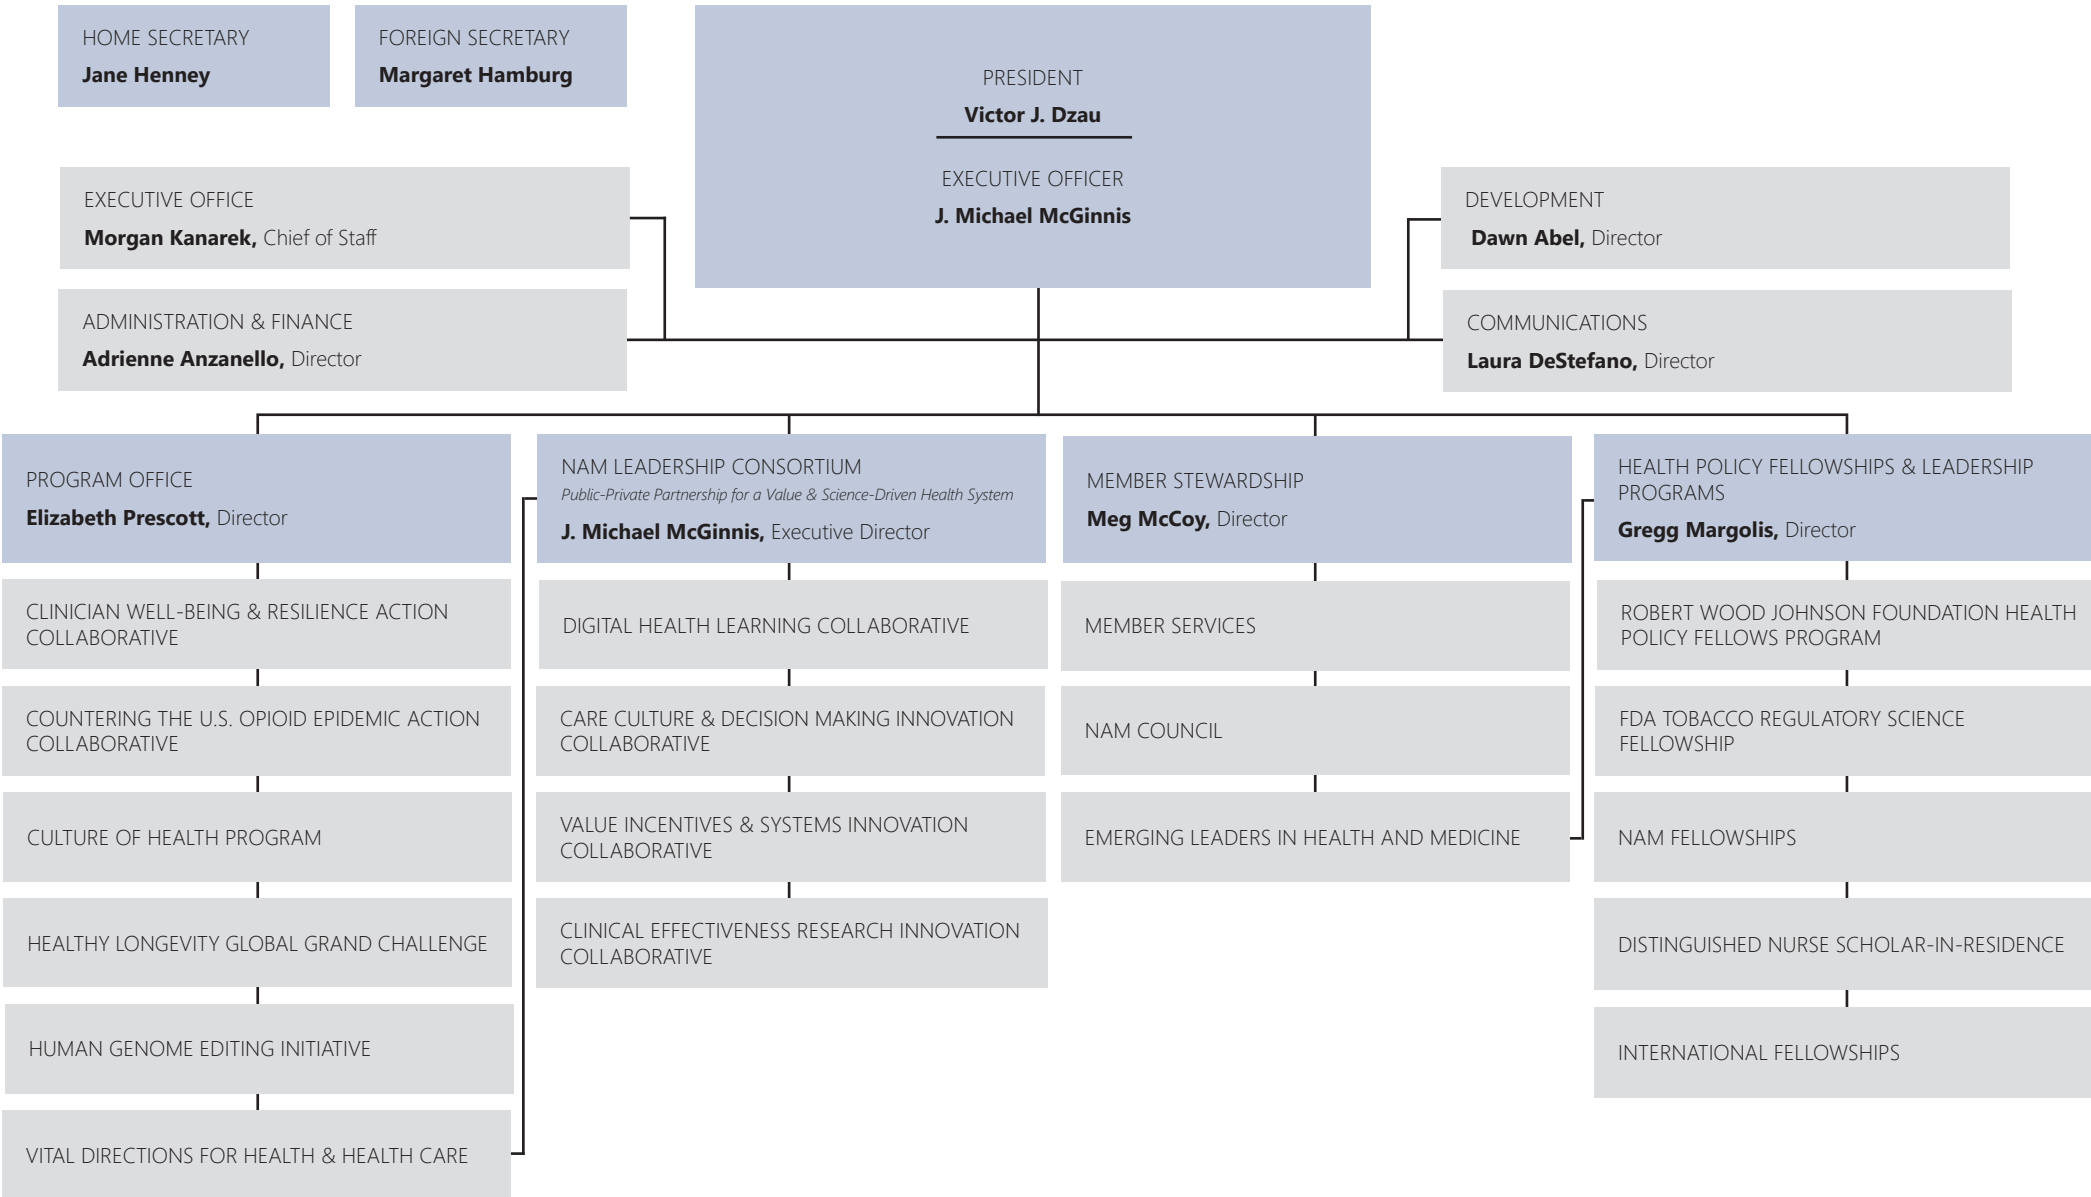 HOME SECRETARY
Jane Henney
FOREIGN SECRETARY
Margaret Hamburg
PRESIDENT
Victor J. Dzau
EXECUTIVE OFFICER
J. Michael McGinnis
EXECUTIVE OFFICE
Morgan Kanarek, Chief of Staff
ADMINISTRATION & FINANCE
Adrienne Anzanello, Director
DEVELOPMENT
Dawn Abel, Director
COMMUNICATIONS
Laura DeStefano, Director
PROGRAM OFFICE
Elizabeth Prescott, Director
CLINICIAN WELL-BEING & RESILIENCE ACTION
COLLABORATIVE
COUNTERING THE U.S. OPIOID EPIDEMIC ACTION
COLLABORATIVE
CULTURE OF HEALTH PROGRAM
HEALTHY LONGEVITY GLOBAL GRAND CHALLENGE
HUMAN GENOME EDITING INITIATIVE
VITAL DIRECTIONS FOR HEALTH & HEALTH CARE
NAM LEADERSHIP CONSORTIUM
Public-Private Partnership for a Value & Science-Driven Health System
J. Michael McGinnis, Executive Director
DIGITAL HEALTH LEARNING COLLABORATIVE
CARE CULTURE & DECISION MAKING INNOVATION
COLLABORATIVE
VALUE INCENTIVES & SYSTEMS INNOVATION
COLLABORATIVE
CLINICAL EFFECTIVENESS RESEARCH INNOVATION
COLLABORATIVE
MEMBER STEWARDSHIP
Meg McCoy, Director
MEMBER SERVICES
NAM COUNCIL
EMERGING LEADERS IN HEALTH AND MEDICINE
HEALTH POLICY FELLOWSHIPS & LEADERSHIP
PROGRAMS
Gregg Margolis, Director
ROBERT WOOD JOHNSON FOUNDATION HEALTH
POLICY FELLOWS PROGRAM
FDA TOBACCO REGULATORY SCIENCE
FELLOWSHIP
NAM FELLOWSHIPS
DISTINGUISHED NURSE SCHOLAR-IN-RESIDENCE
INTERNATIONAL FELLOWSHIPS